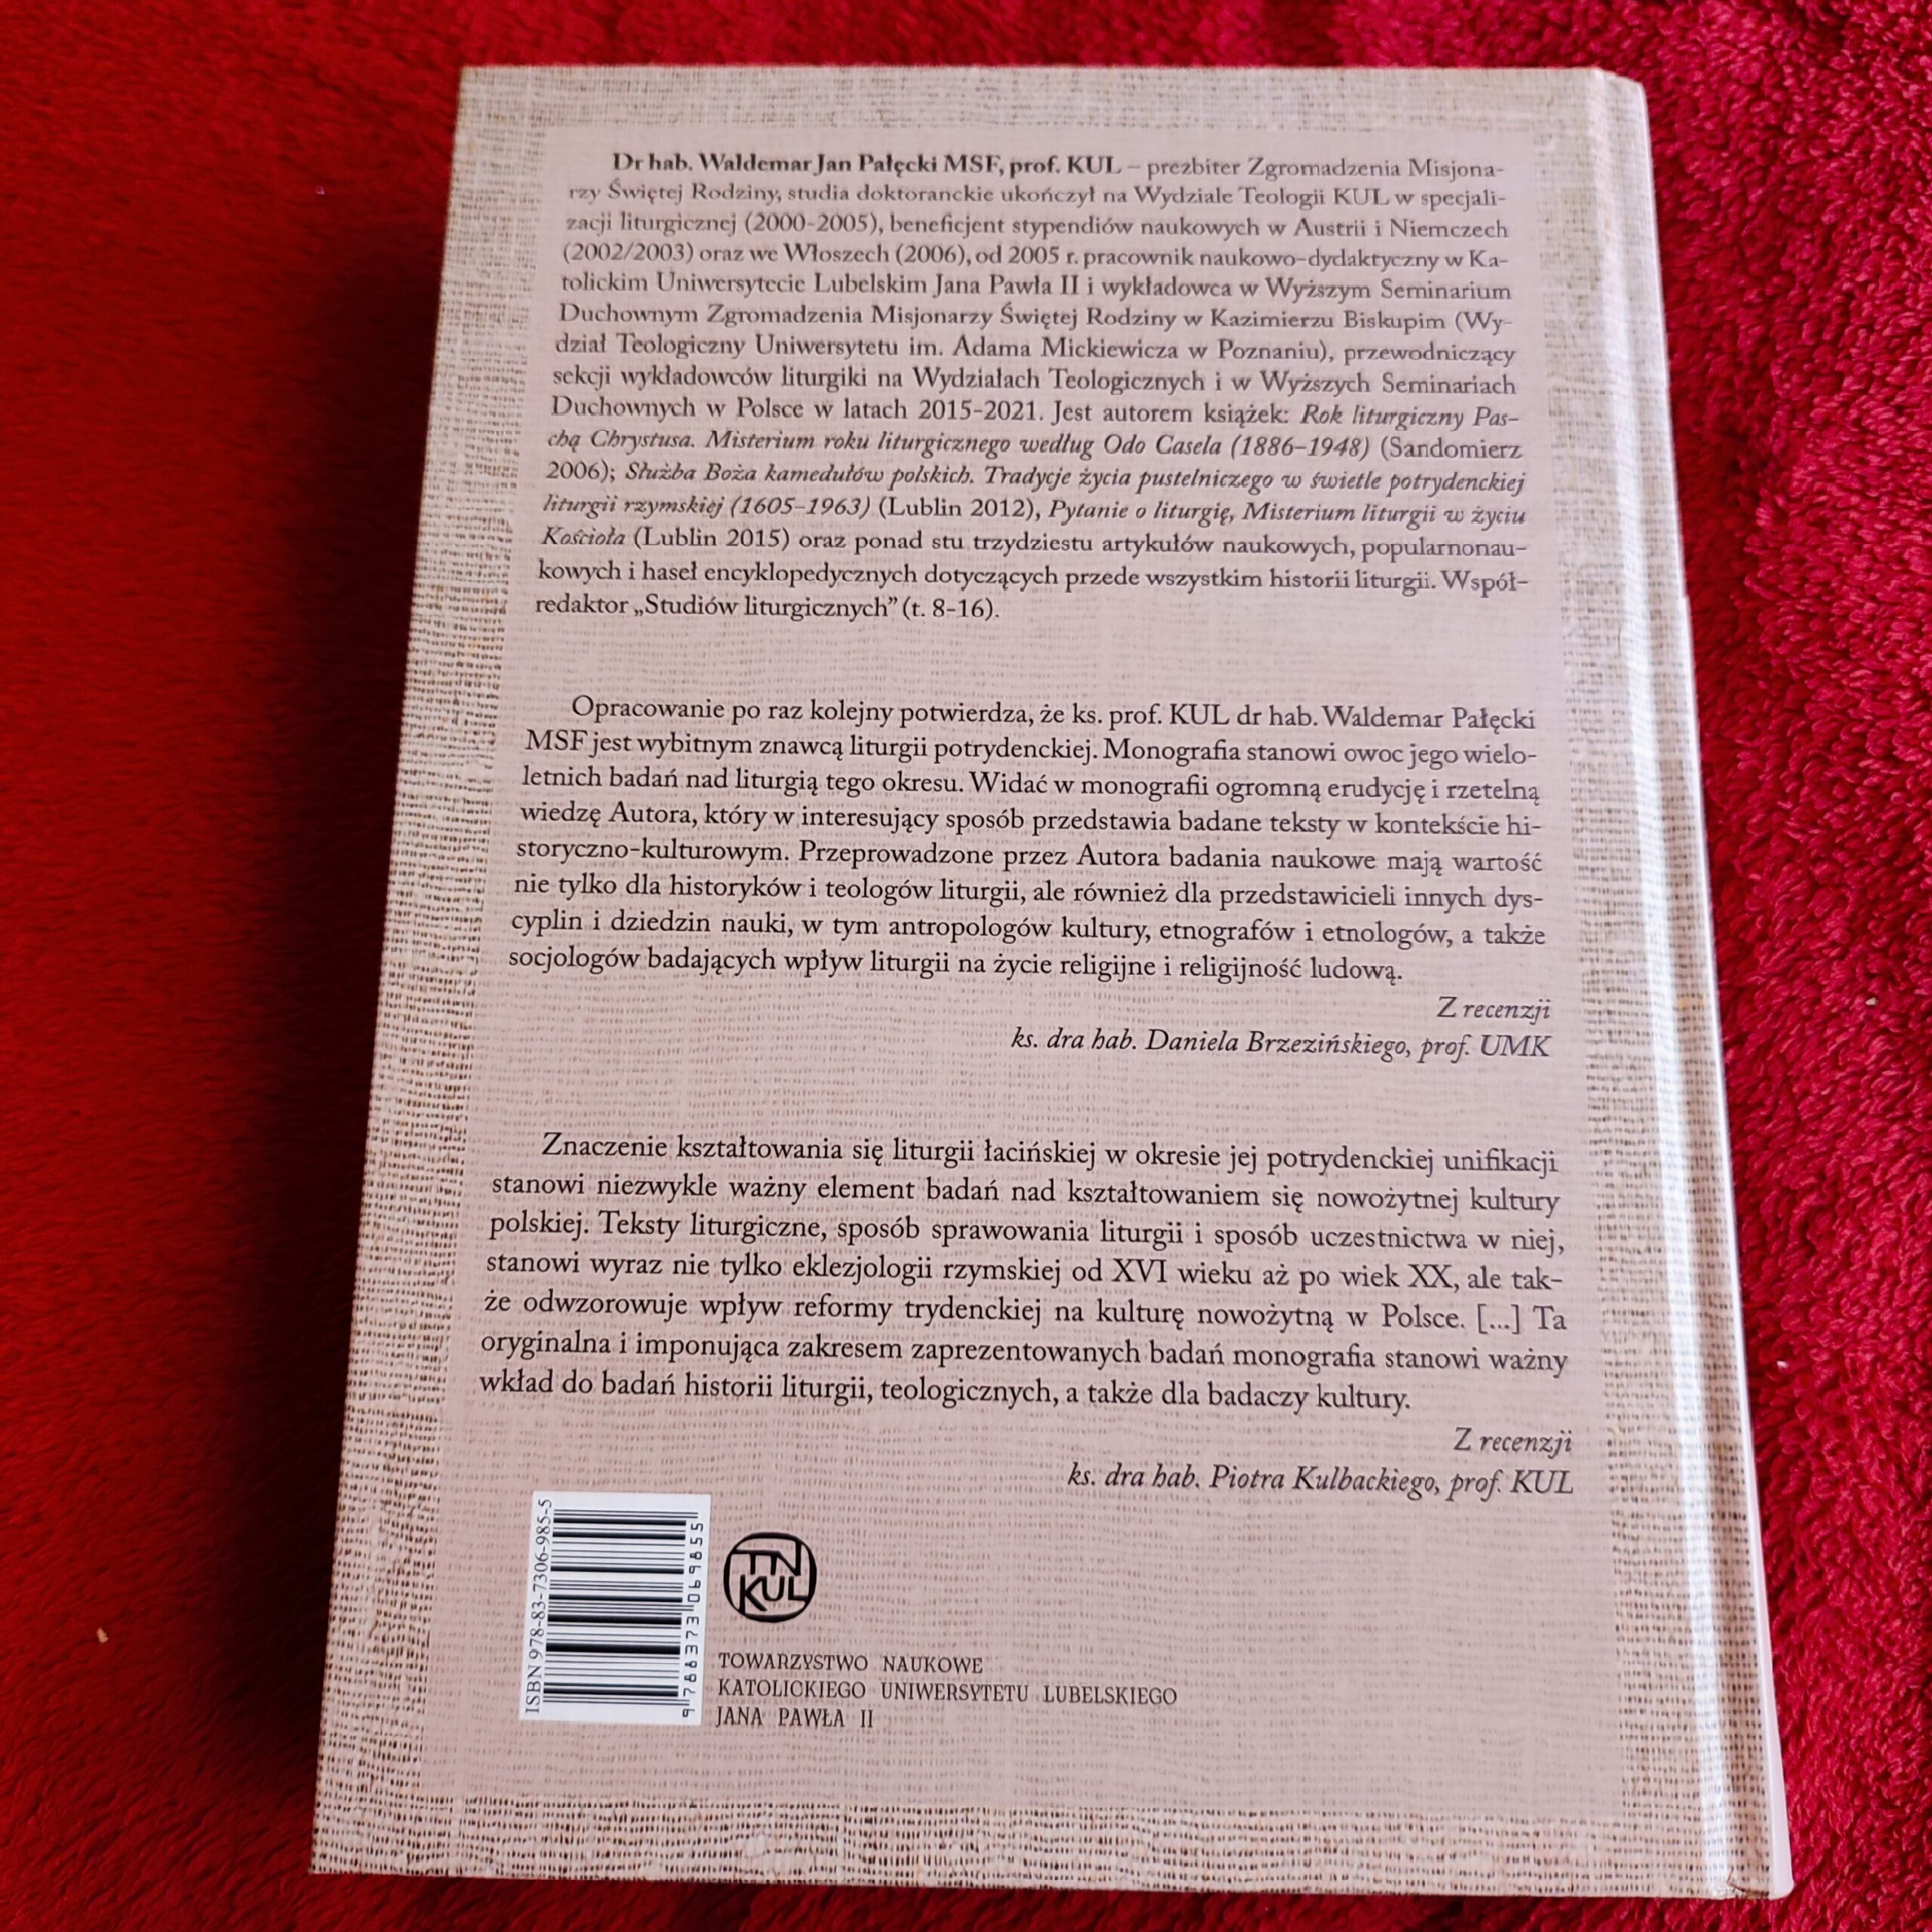 Dr hab. Waldemar Jan Pałęcki MSF, prof. KUL – prezbiter Zgromadzenia Misjona-
rzy Świętej Rodziny, studia doktoranckie ukończył na Wydziale Teologii KUL w specjali-
zacji liturgicznej (2000-2005), beneficjent stypendiów naukowych w Austrii i Niemczech
(2002/2003) oraz we Włoszech (2006), od 2005 r. pracownik naukowo-dydaktyczny w Ka-
tolickim Uniwersytecie Lubelskim Jana Pawła II i wykładowca w Wyższym Seminarium
Duchownym Zgromadzenia Misjonarzy Świętej Rodziny w Kazimierzu Biskupim (Wy-
dział Teologiczny Uniwersytetu im. Adama Mickiewicza w Poznaniu), przewodniczący
sekcji wykładowców liturgiki na Wydziałach Teologicznych i w Wyższych Seminariach
Duchownych w Polsce w latach 2015-2021. Jest autorem książek: Rok liturgiczny Pas-
chą Chrystusa. Misterium roku liturgicznego według Odo Casela (1886–1948) (Sandomierz
2006); Służba Boża kamedułów polskich. Tradycje życia pustelniczego w świetle potrydenckiej
liturgii rzymskiej (1605–1963) (Lublin 2012), Pytanie o liturgię, Misterium liturgii w życiu
Kościoła (Lublin 2015) oraz ponad stu trzydziestu artykułów naukowych, popularnonau-
kowych i haseł encyklopedycznych dotyczących przede wszystkim historii liturgii. Współ-
redaktor „Studiów liturgicznych” (t. 8-16).
Opracowanie po raz kolejny potwierdza, że ks. prof. KUL dr hab. Waldemar Pałęcki
MSF jest wybitnym znawcą liturgii potrydenckiej. Monografia stanowi owoc jego wielo-
letnich badań nad liturgią tego okresu. Widać w monografii ogromną erudycję i rzetelną
wiedzę Autora, który w interesujący sposób przedstawia badane teksty w kontekście hi-
storyczno-kulturowym. Przeprowadzone przez Autora badania naukowe mają wartość
nie tylko dla historyków i teologów liturgii, ale również dla przedstawicieli innych dys-
cyplin i dziedzin nauki, w tym antropologów kultury, etnografów i etnologów, a także
socjologów badających wpływ liturgii na życie religijne i religijność ludową.
Z recenzji
ks. dra hab. Daniela Brzezińskiego, prof. UMK
Znaczenie kształtowania się liturgii łacińskiej w okresie jej potrydenckiej unifikacji
stanowi niezwykle ważny element badań nad kształtowaniem się nowożytnej kultury
polskiej. Teksty liturgiczne, sposób sprawowania liturgii i sposób uczestnictwa w niej,
stanowi wyraz nie tylko eklezjologii rzymskiej od XVI wieku aż po wiek XX, ale tak-
że odwzorowuje wpływ reformy trydenckiej na kulturę nowożytną w Polsce. [...] Ta
oryginalna i imponująca zakresem zaprezentowanych badań monografia stanowi ważny
wkład do badań historii liturgii, teologicznych, a także dla badaczy kultury.
Z recenzji
ks. dra hab. Piotra Kulbackiego, prof. KUL
ISBN 978-83-7306-985-5
9 788373 069855
TN
KUL
TOWARZYSTWO NAUKOWE
KATOLICKIEGO UNIWERSYTETU LUBELSKIEGO
JANA PAWŁA II